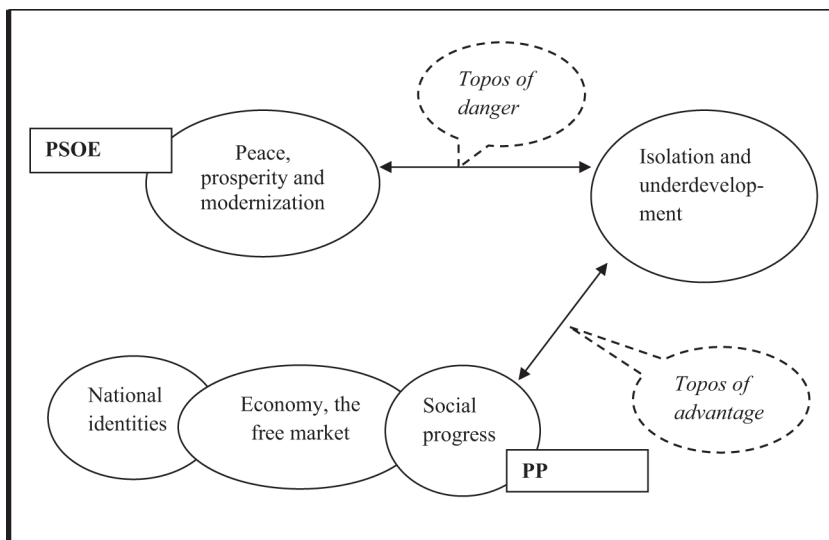 Topos of
danger
PSOE
Peace,
prosperity and
modernization
Isolation and
underdevelop-
ment
National
identities
Economy, the
free market
Social
progress
Topos of
advantage
PP